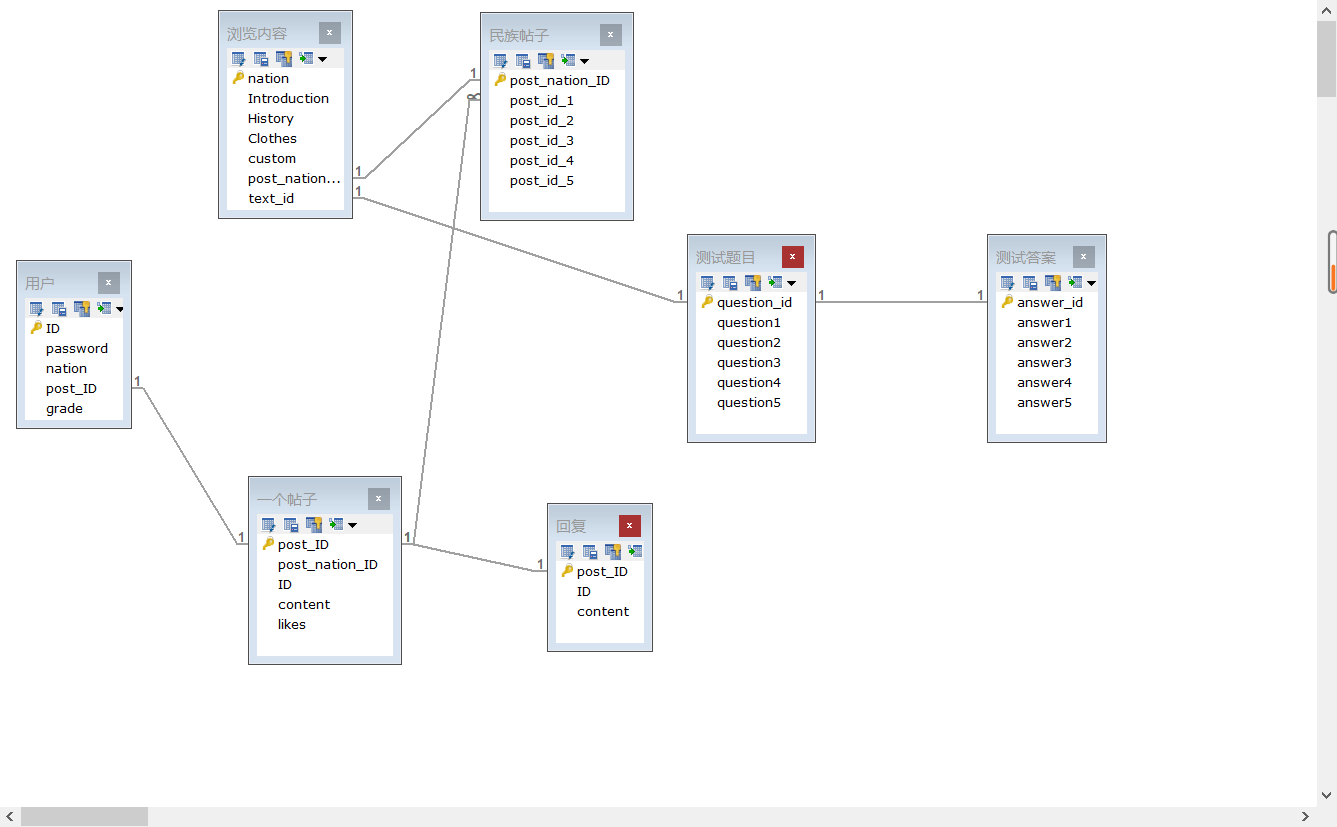 浏览内容
nation
Introduction
History
Clothes
custom
post_nation...
text_id
民族帖子
post_nation_ID
post_id_1
post_id_2
post_id_3
post_id_4
post_id_5
用户
ID
password
nation
post_ID
grade
测试题目
question_id
question1
question2
question3
question4
question5
测试答案
answer_id
answer1
answer2
answer3
answer4
answer5
一个帖子
post_ID
post_nation_ID
ID
content
likes
回复
post_ID
ID
content
1
∞
1
1
1
1
1
1
1
1
1